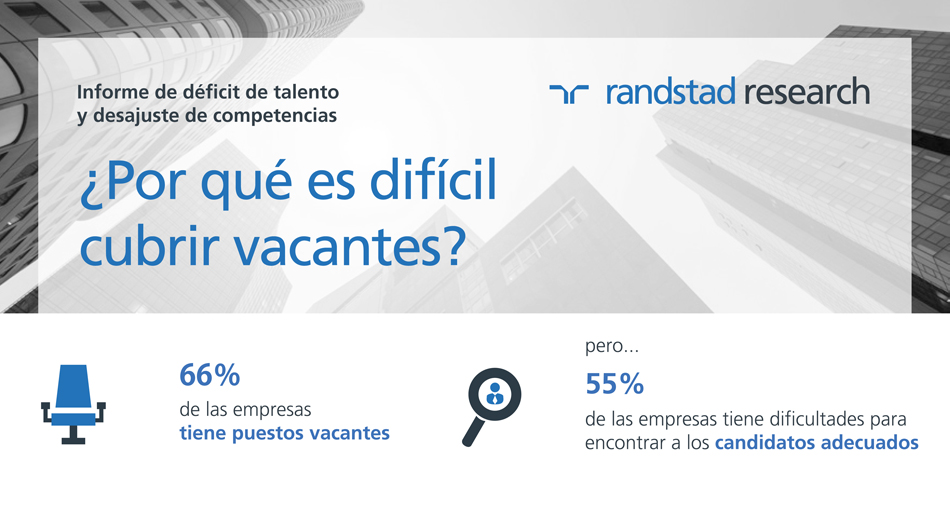 Informe de déficit de talento
y desajuste de competencias
randstad research
¿Por qué es difícil
cubrir vacantes?
66%
de las empresas
tiene puestos vacantes
pero...
55%
de las empresas tiene dificultades para
encontrar a los candidatos adecuados